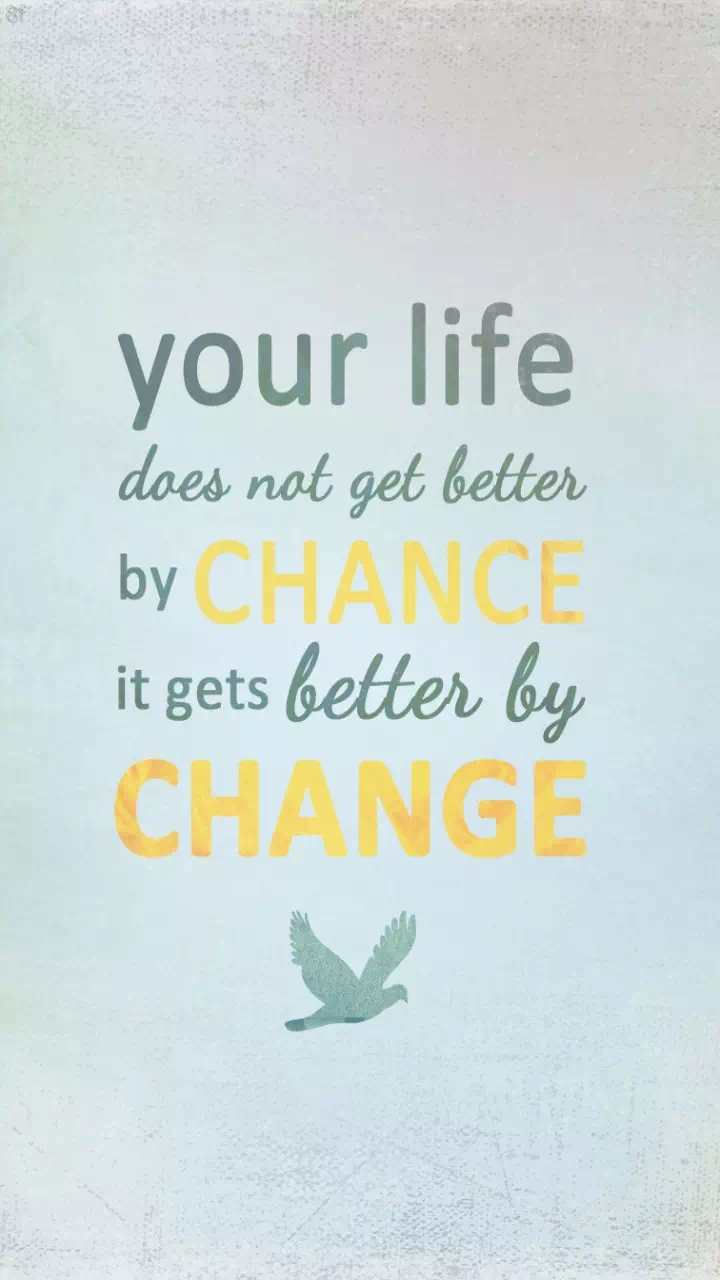 your life
does not get better
by CHANCE
it gets better by
CHANGE